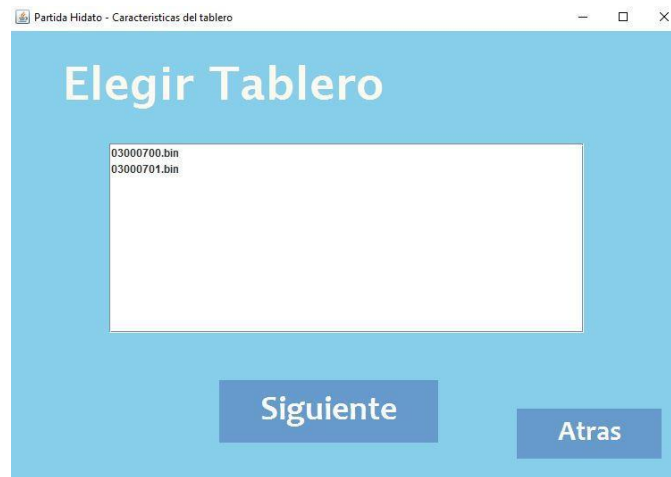 Partida Hidato - Caracteristicas del tablero
Elegir Tablero
03000700.bin
03000701.bin
Siguiente
Atras